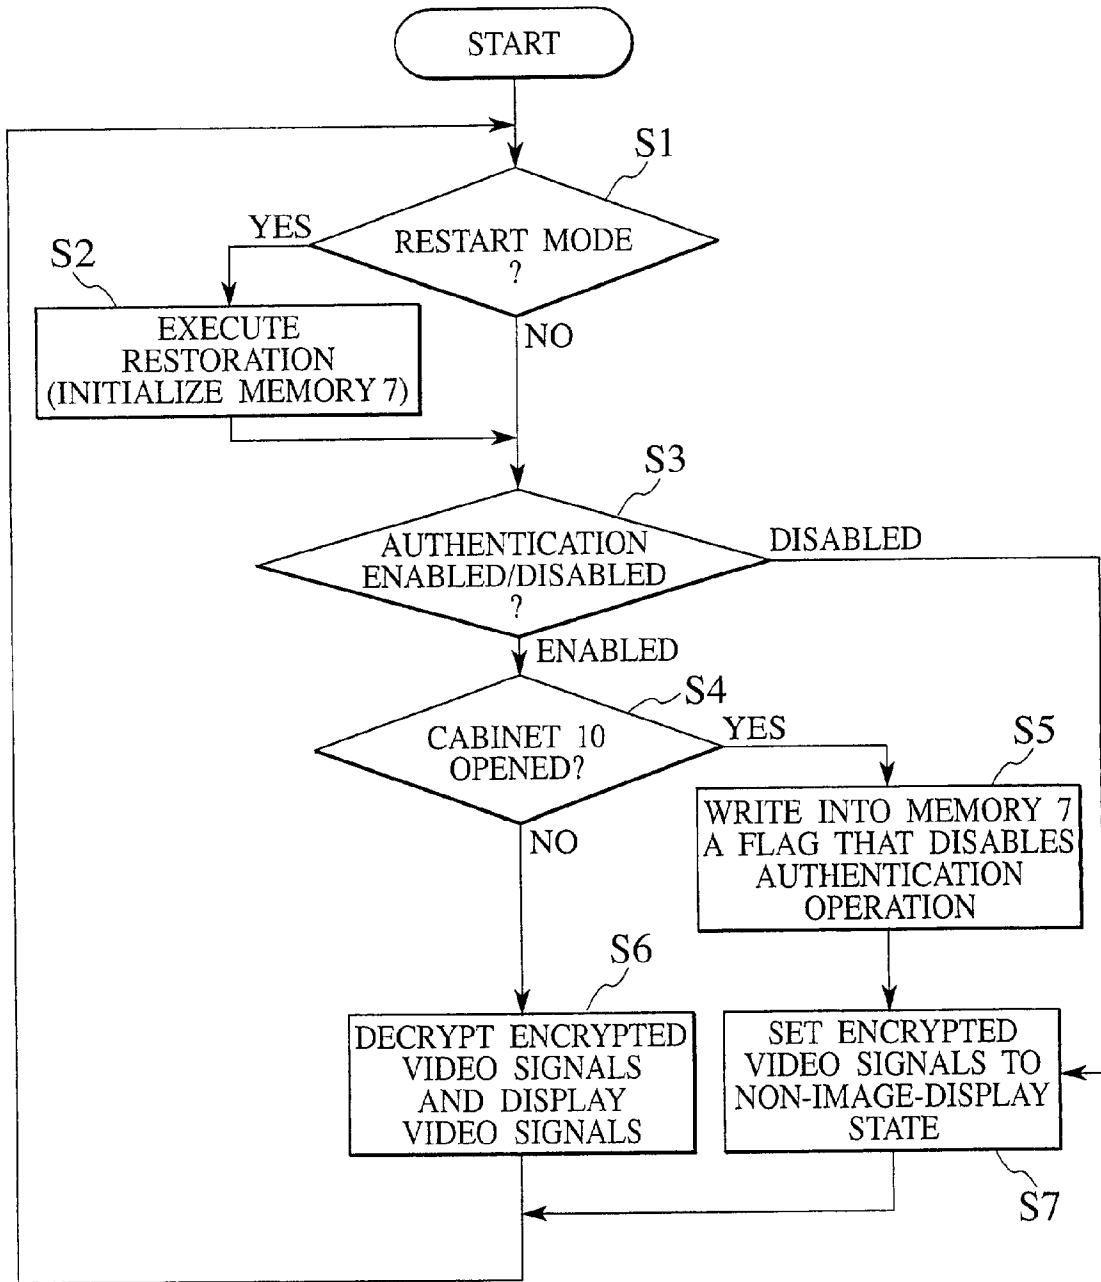 START
S1
RESTART MODE
?
YES
NO
S2
EXECUTE
RESTORATION
(INITIALIZE MEMORY 7)
S3
AUTHENTICATION
ENABLED/DISABLED
?
DISABLED
ENABLED
S4
CABINET 10
OPENED?
YES
NO
S5
WRITE INTO MEMORY 7
A FLAG THAT DISABLES
AUTHENTICATION
OPERATION
S6
DECRYPT ENCRYPTED
VIDEO SIGNALS
AND DISPLAY
VIDEO SIGNALS
SET ENCRYPTED
VIDEO SIGNALS TO
NON-IMAGE-DISPLAY
STATE
S7